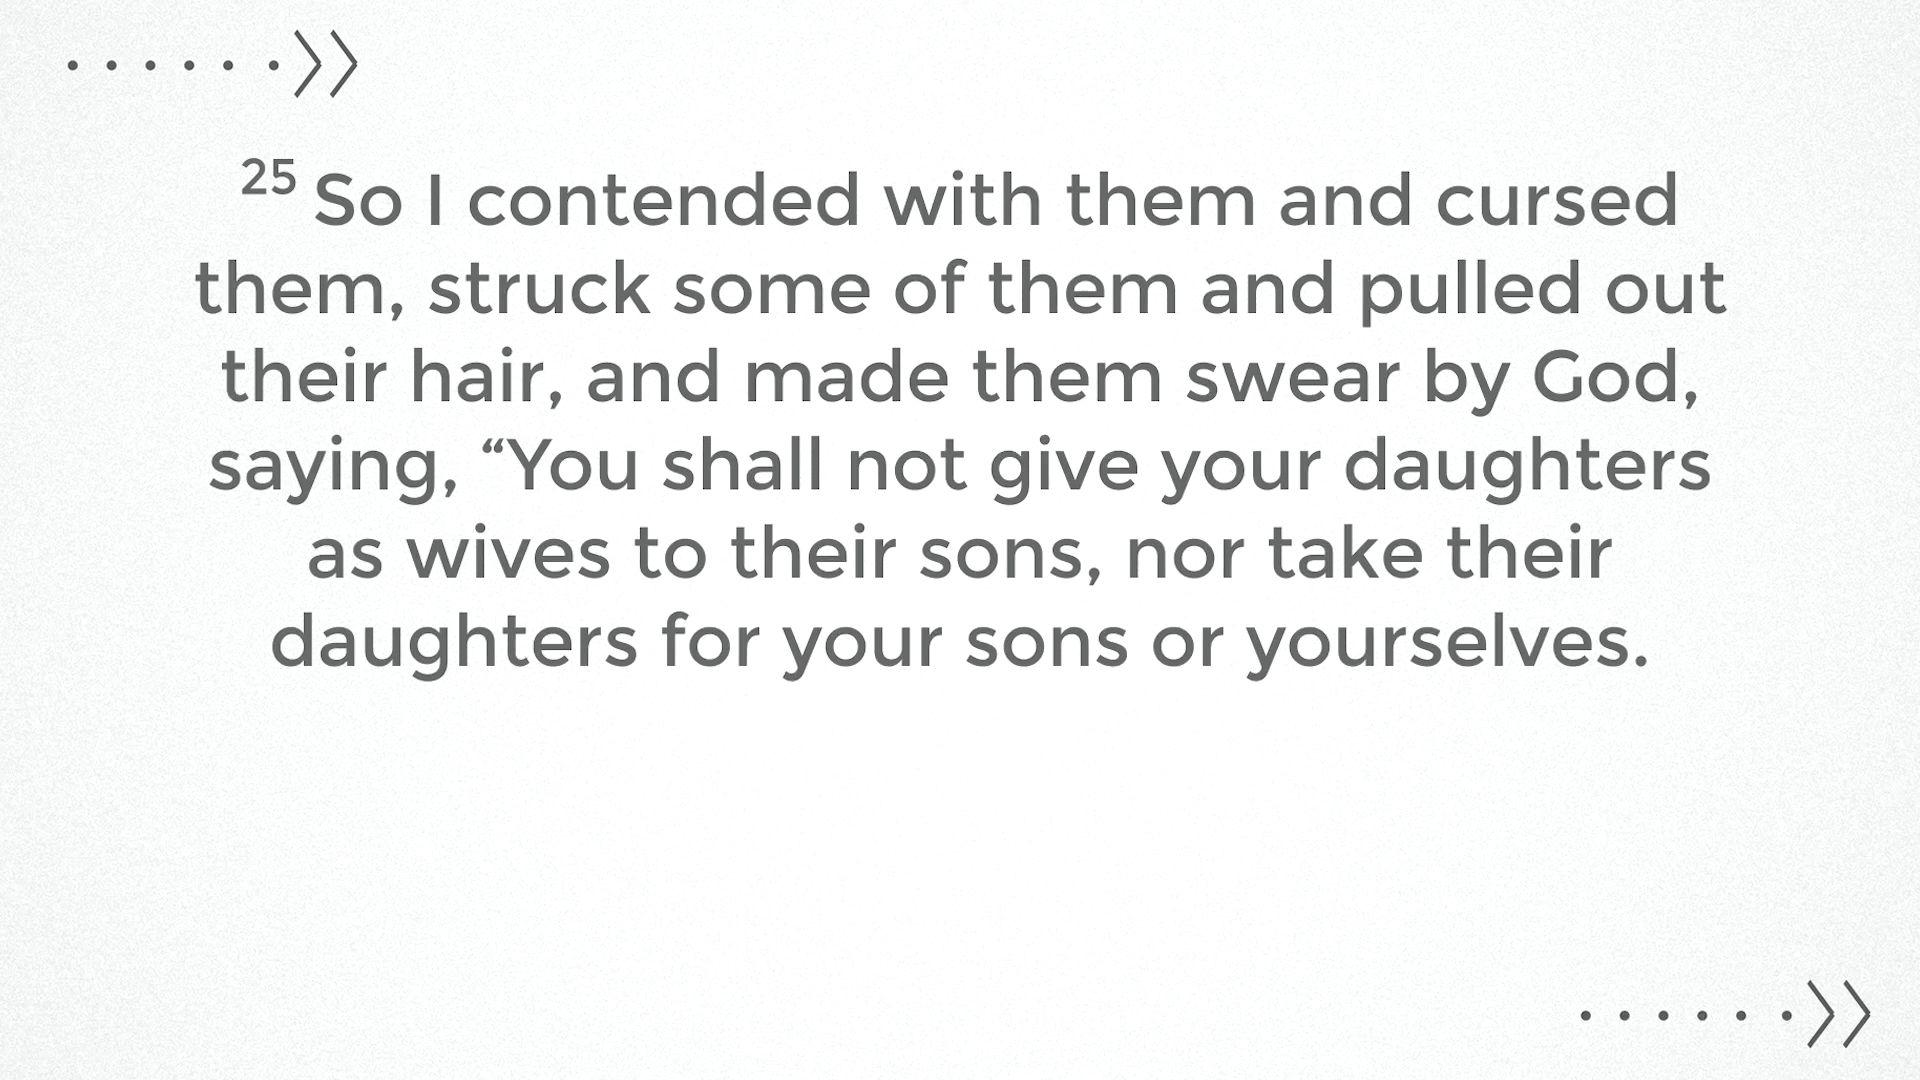 25 So I contended with them and cursed
them, struck some of them and pulled out
their hair, and made them swear by God,
saying, “You shall not give your daughters
as wives to their sons, nor take their
daughters for your sons or yourselves.